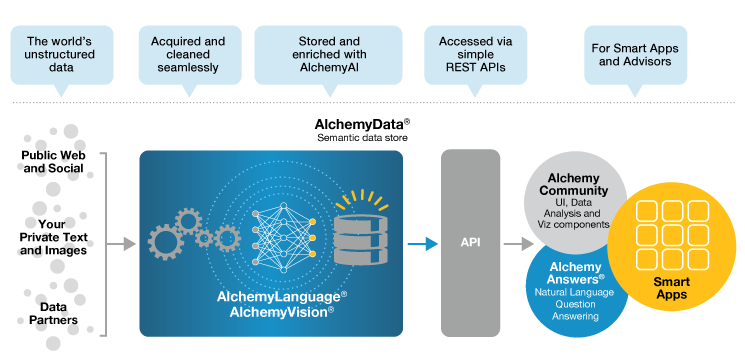 The world's
unstructured
data
Acquired and
cleaned
seamlessly
Stored and
enriched with
AlchemyAI
Accessed via
simple
REST APIs
For Smart Apps
and Advisors
AlchemyData®
Semantic data store
Public Web
and Social
Your
Private Text
and Images
Data
Partners
AlchemyLanguage®
AlchemyVision®
API
Alchemy
Community
UI, Data
Analysis and
Viz components
Alchemy
Answers®
Natural Language
Question
Answering
Smart
Apps